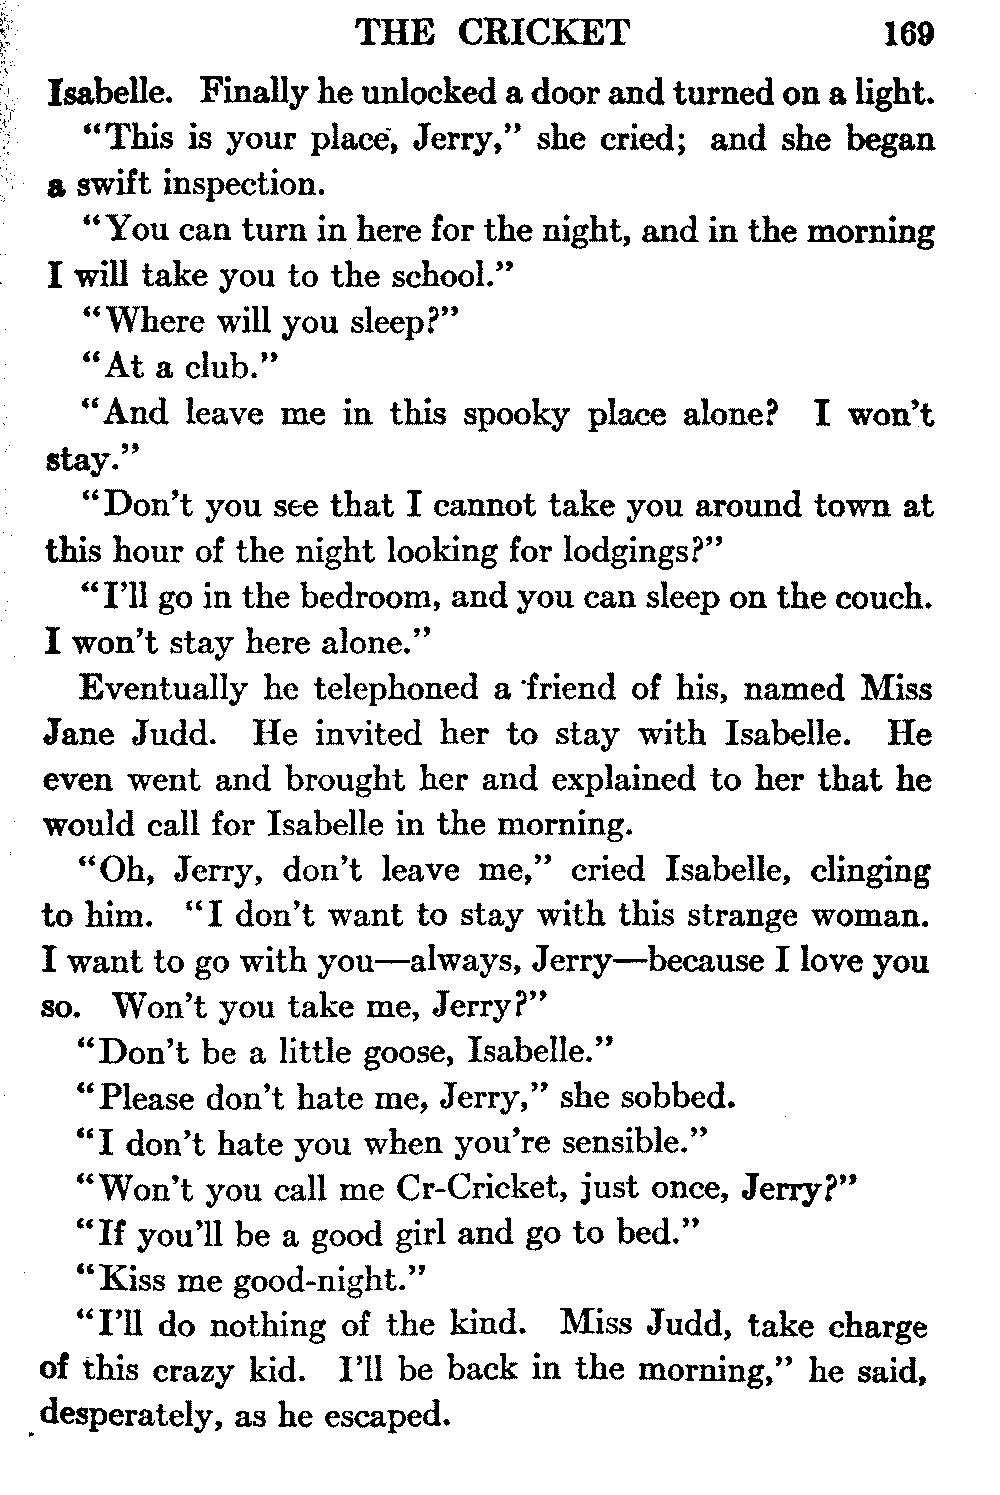 THE CRICKET 169
Isabelle. Finally he unlocked a door and turned on a light.
"This is your place, Jerry," she cried; and she began
a swift inspection.
"You can turn in here for the night, and in the morning
I will take you to the school."
"Where will you sleep?"
"At a club."
"And leave me in this spooky place alone? I won't
stay."
"Don't you see that I cannot take you around town at
this hour of the night looking for lodgings?"
"I'll go in the bedroom, and you can sleep on the couch.
I won't stay here alone."
Eventually he telephoned a friend of his, named Miss
Jane Judd. He invited her to stay with Isabelle. He
even went and brought her and explained to her that he
would call for Isabelle in the morning.
"Oh, Jerry, don't leave me," cried Isabelle, clinging
to him. "I don't want to stay with this strange woman.
I want to go with you—always, Jerry—because I love you
so. Won't you take me, Jerry?"
"Don't be a little goose, Isabelle."
"Please don't hate me, Jerry," she sobbed.
"I don't hate you when you're sensible."
"Won't you call me Cr-Cricket, just once, Jerry?"
"If you'll be a good girl and go to bed."
"Kiss me good-night."
"I'll do nothing of the kind. Miss Judd, take charge
of this crazy kid. I'll be back in the morning," he said,
desperately, as he escaped.